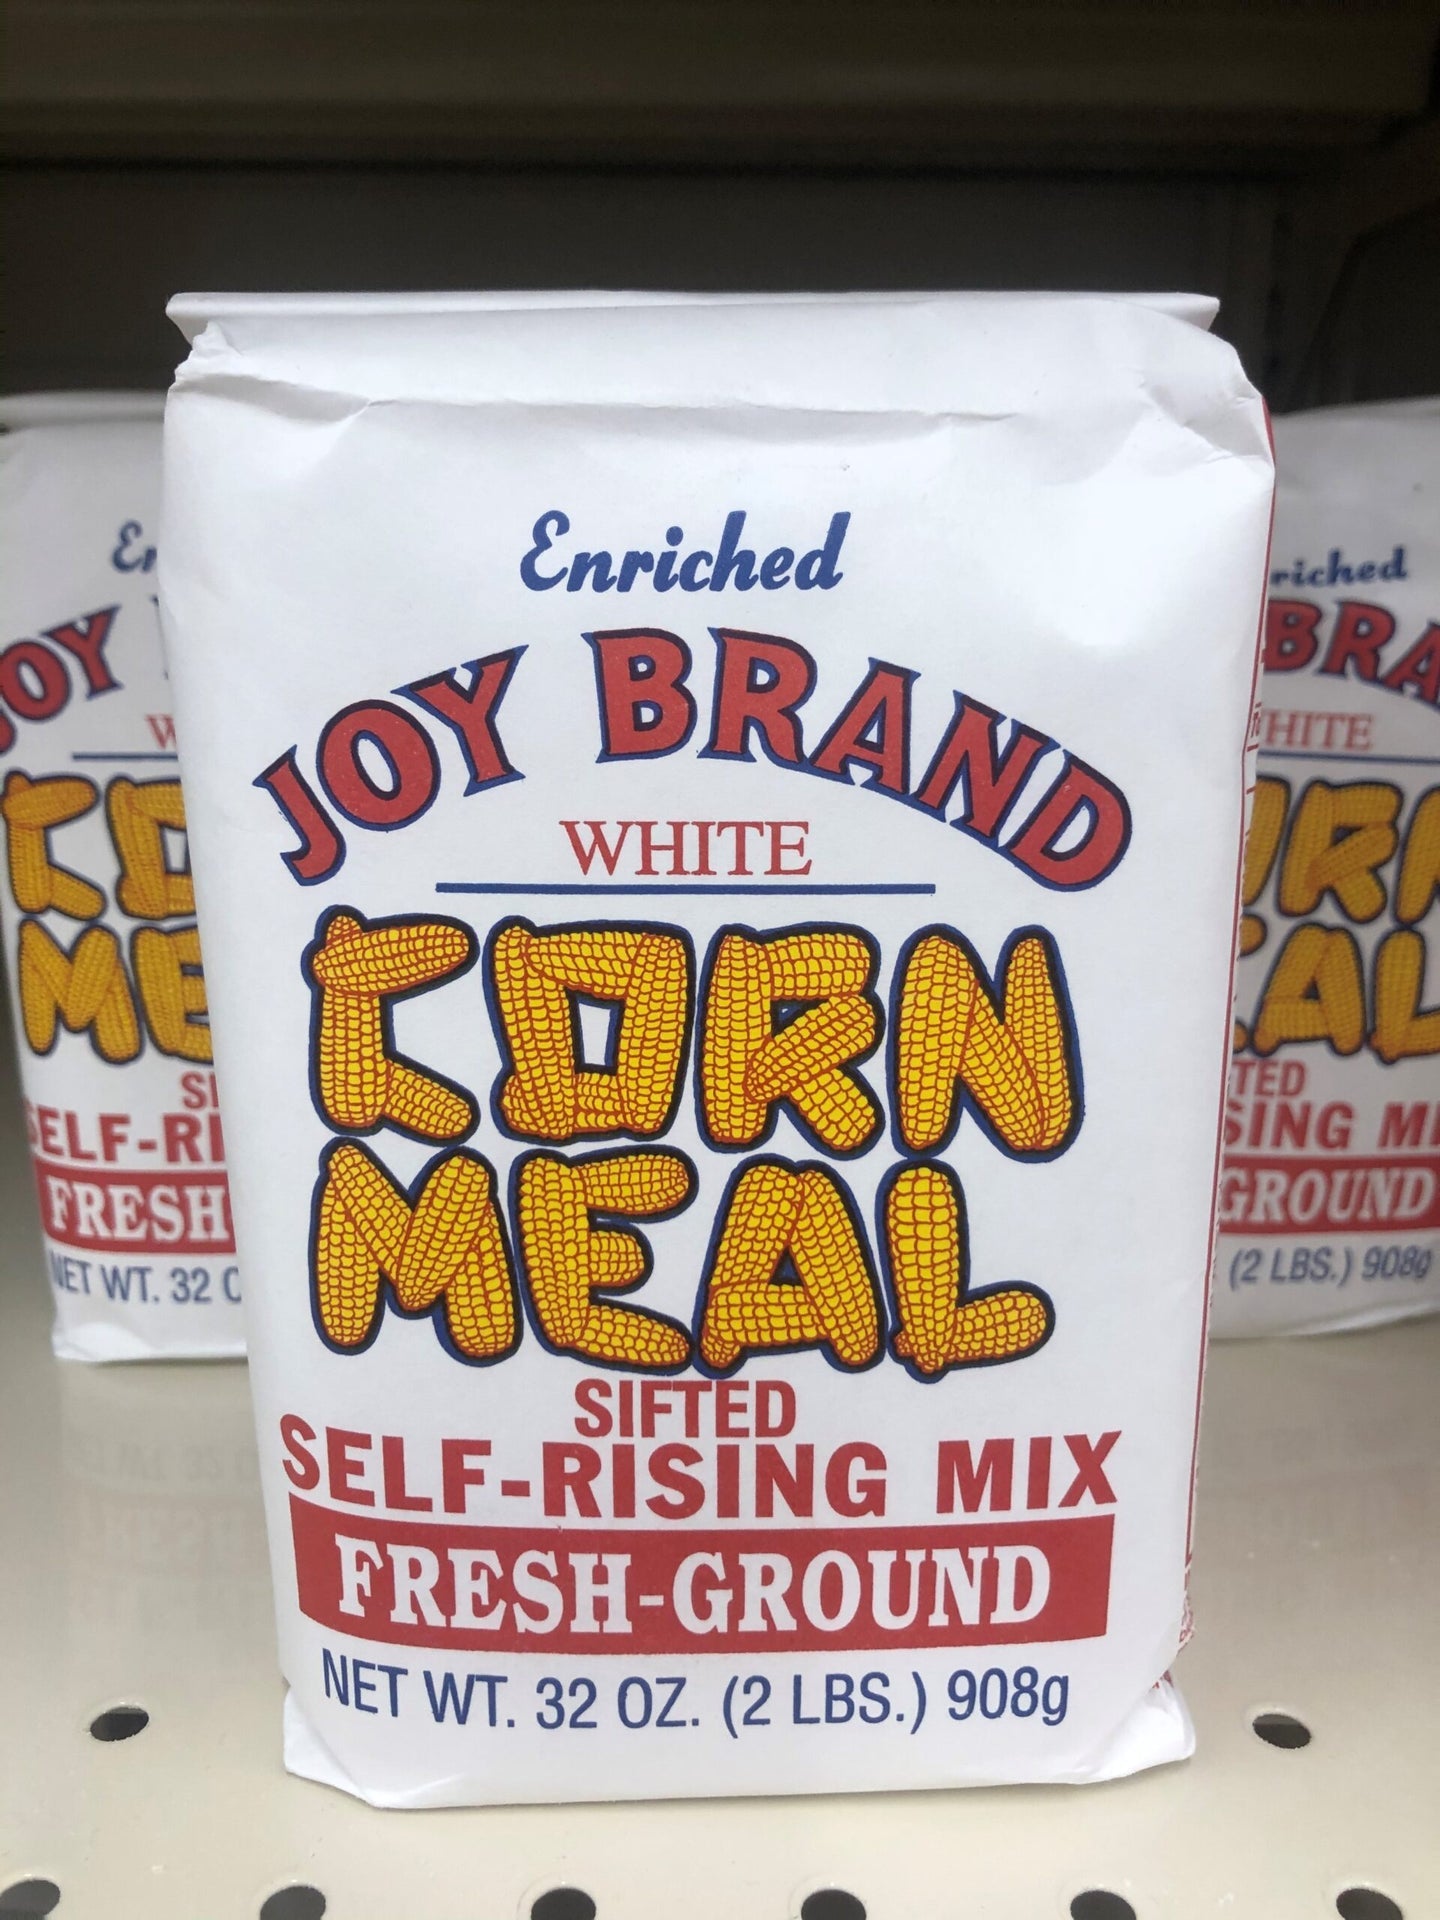 Enriched
JOY BRAND
WHITE
CORN
MEAL
SIFTED
SELF-RISING MIX
FRESH-GROUND
NET WT. 32 OZ. (2 LBS.) 908g